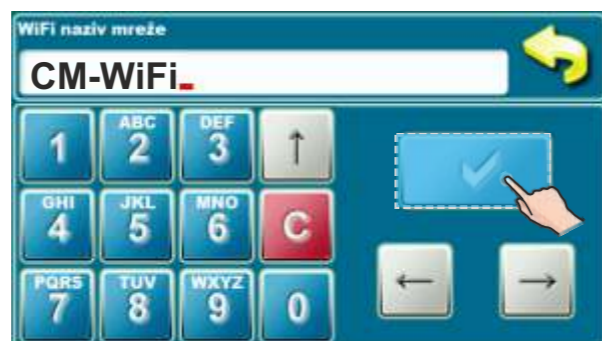 WiFi naziv mreže
CM-WiFi
1 ABC 2 DEF 3 ↑
GHI 4 JKL 5 MNO 6 C
PQRS 7 TUV 8 WXYZ 9 0
← →